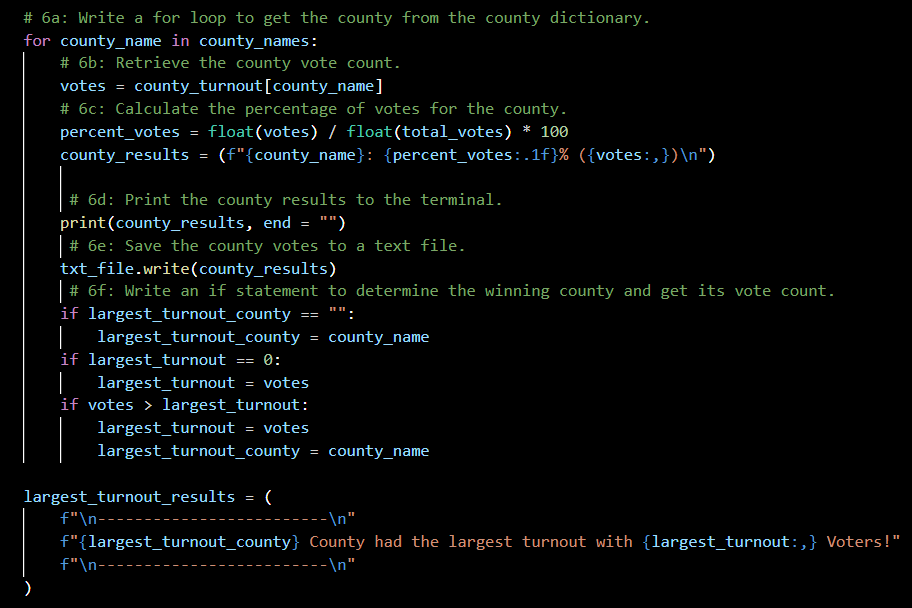 # 6a: Write a for loop to get the county from the county dictionary.
for county_name in county_names:
    # 6b: Retrieve the county vote count.
    votes = county_turnout[county_name]
    # 6c: Calculate the percentage of votes for the county.
    percent_votes = float(votes) / float(total_votes) * 100
    county_results = (f"{county_name}: {percent_votes:.1f}% ({votes:,})\n")

     # 6d: Print the county results to the terminal.
    print(county_results, end = "")
     # 6e: Save the county votes to a text file.
    txt_file.write(county_results)
     # 6f: Write an if statement to determine the winning county and get its vote count.
    if largest_turnout_county == "":
        largest_turnout_county = county_name
    if largest_turnout == 0:
        largest_turnout = votes
    if votes > largest_turnout:
        largest_turnout = votes
        largest_turnout_county = county_name

largest_turnout_results = (
    f"\n-------------------------\n"
    f"{largest_turnout_county} County had the largest turnout with {largest_turnout:,} Voters!"
    f"\n-------------------------\n"
)